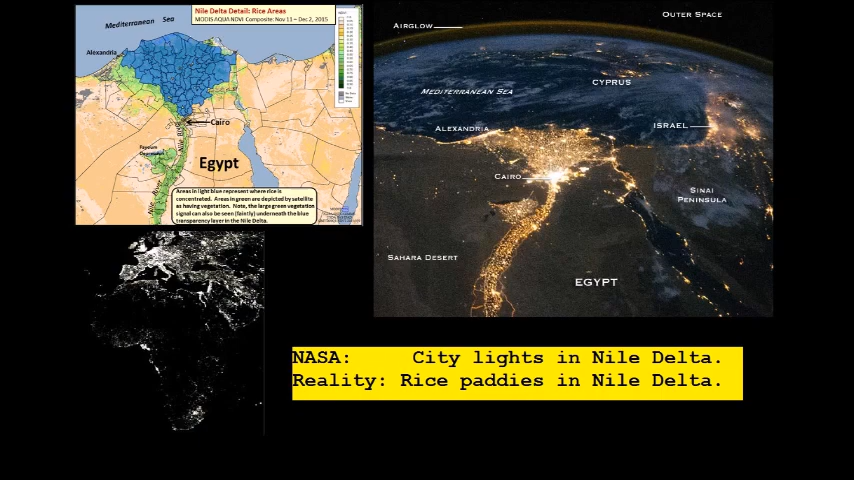 Nile Delta Detail: Rice Areas
MODIS AQUA NDVI Composite: Nov 11 – Dec 2, 2015
Mediterranean Sea
Alexandria
Cairo
Nile River
Fayoum
Depression
Egypt
Areas in light blue represent where rice is
concentrated. Areas in green are depicted by satellite
as having vegetation. Note, the large green vegetation
signal can also be seen (faintly) underneath the blue
transparency layer in the Nile Delta.
AIRGLOW
OUTER SPACE
CYPRUS
MEDITERRANEAN SEA
ALEXANDRIA
ISRAEL
CAIRO
SINAI
PENINSULA
SAHARA DESERT
EGYPT
NASA: City lights in Nile Delta.
Reality: Rice paddies in Nile Delta.